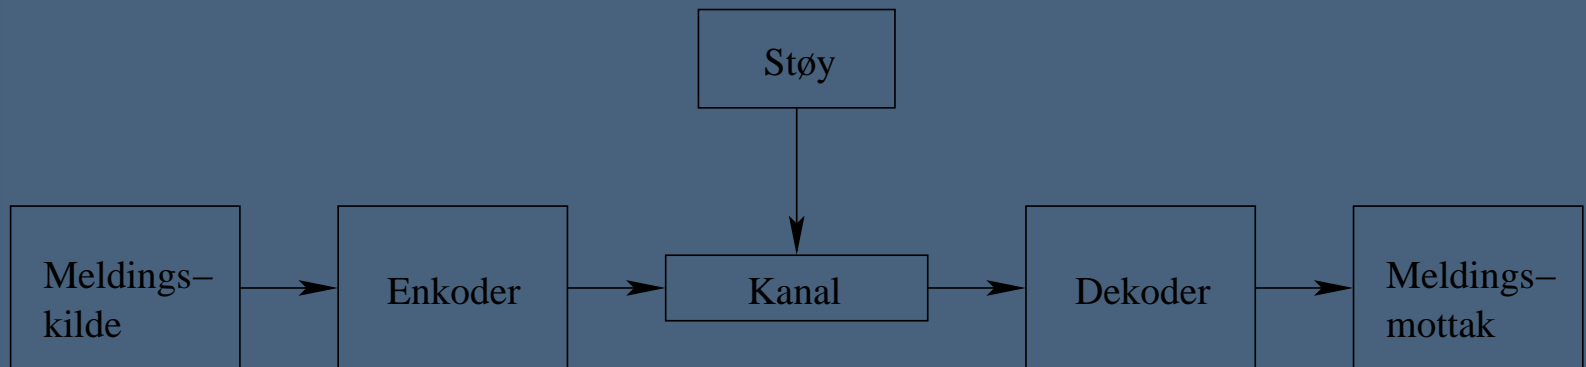 Støy
Meldings–
kilde
Enkoder
Kanal
Dekoder
Meldings–
mottak